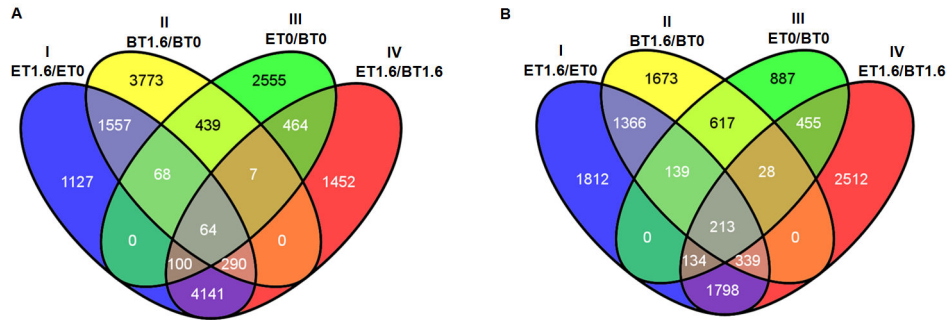 A
I
ET1.6/ET0
II
BT1.6/BT0
III
ET0/BT0
IV
ET1.6/BT1.6
3773
2555
1557
439
464
1127
68
7
1452
64
0
0
100
290
4141
B
I
ET1.6/ET0
II
BT1.6/BT0
III
ET0/BT0
IV
ET1.6/BT1.6
1673
887
1366
617
455
1812
139
28
2512
213
0
0
134
339
1798